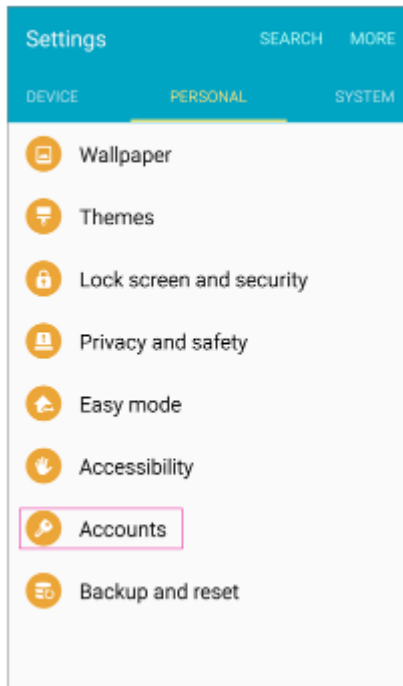 Settings SEARCH MORE
DEVICE PERSONAL SYSTEM
Wallpaper
Themes
Lock screen and security
Privacy and safety
Easy mode
Accessibility
Accounts
Backup and reset